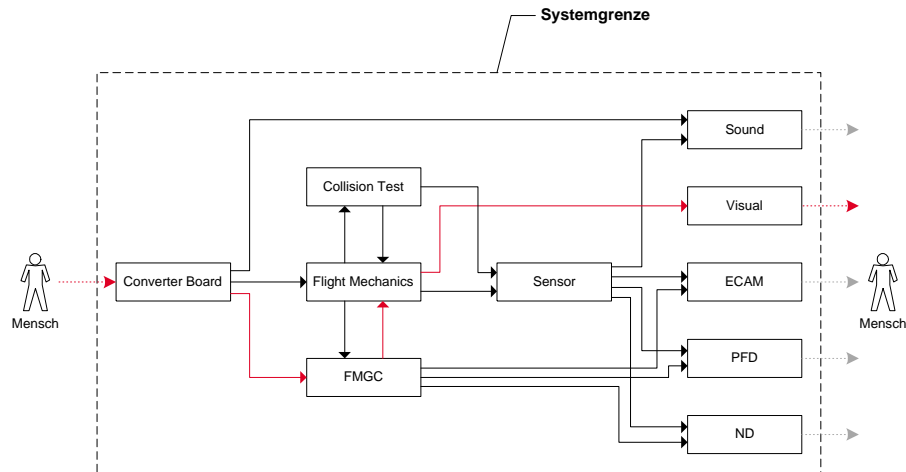 Systemgrenze
Sound
Collision Test
Visual
Converter Board
Flight Mechanics
Sensor
ECAM
Mensch
Mensch
PFD
FMGC
ND